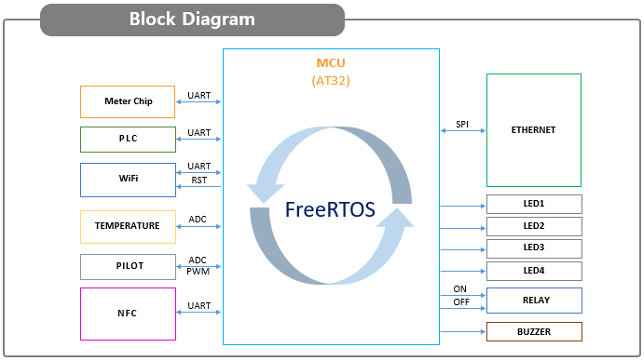 Block Diagram
MCU
(AT32)
Meter Chip
UART
PLC
UART
WiFi
UART
RST
TEMPERATURE
ADC
PILOT
ADC
PWM
NFC
UART
FreeRTOS
SPI
ETHERNET
LED1
LED2
LED3
LED4
ON
OFF
RELAY
BUZZER